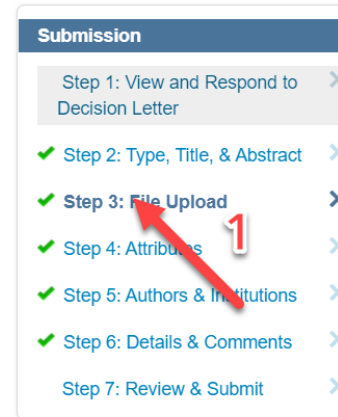 Submission
Step 1: View and Respond to
Decision Letter
Step 2: Type, Title, & Abstract
Step 3: File Upload
1
Step 4: Attributes
Step 5: Authors & Institutions
Step 6: Details & Comments
Step 7: Review & Submit